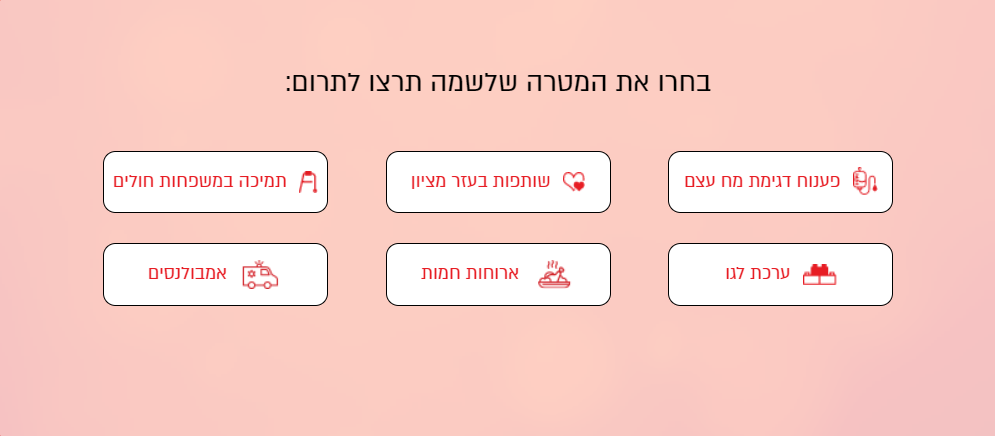 בחרו את המטרה שלשמה תרצו לתרום:
פענוח דגימת מח עצם
שותפות בעזר מציון
תמיכה במשפחות חולים
ערכת לגו
ארוחות חמות
אמבולנסים